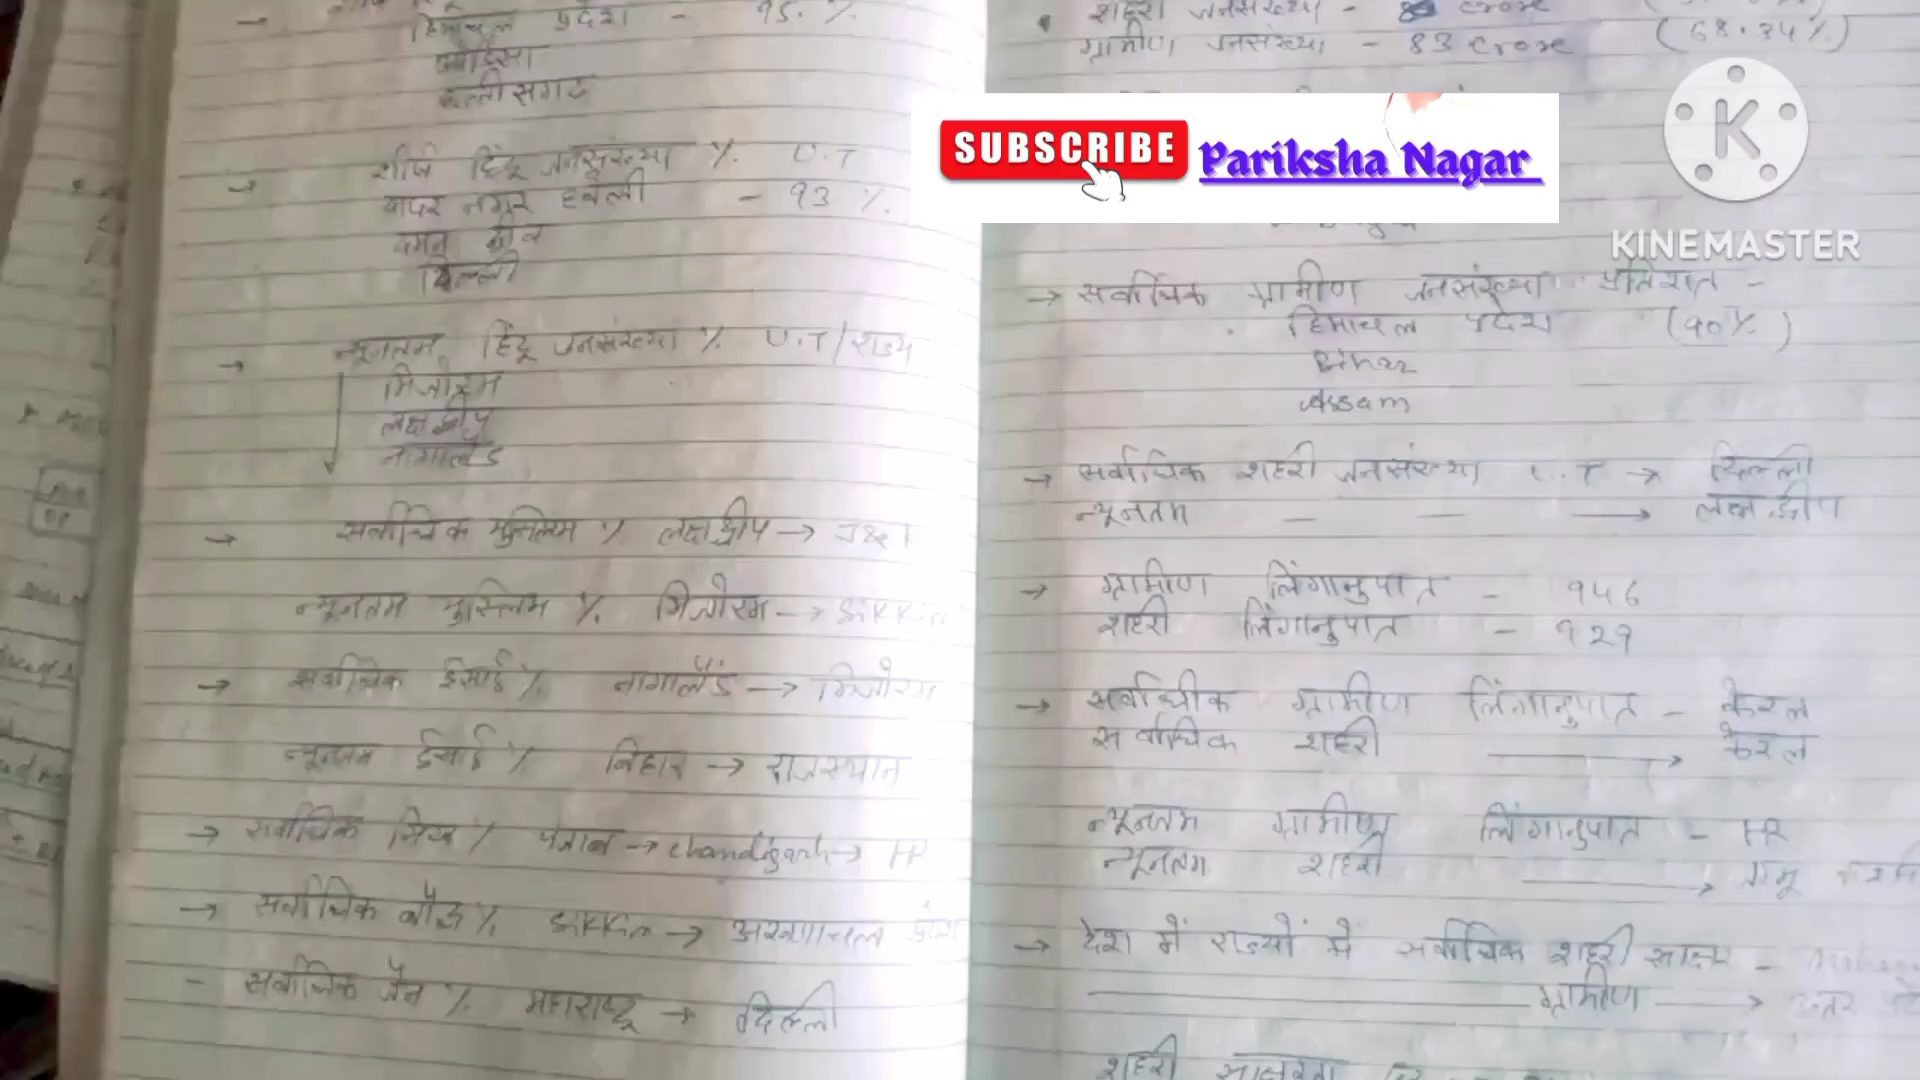 हिमाचल प्रदेश - 95. %
ओडिसा
छत्तीसगढ
→ शीर्ष हिंदू जनसंख्या % U.T
दादर नगर हवेली - 93 %.
दमन द्वीव
दिल्ली
→ न्यूनतम हिंदू जनसंख्या % U.T/राज्य
मिजोरम
लक्षद्वीप
नागालैंड
→ सर्वाधिक मुस्लिम % लक्षद्वीप → J&K
न्यूनतम मुस्लिम % मिजोरम → Sikkim
→ सर्वाधिक ईसाई % नागालैंड → मिजोरम
न्यूनतम ईसाई % बिहार → राजस्थान
→ सर्वाधिक सिख % पंजाब → chandigarh → HR
→ सर्वाधिक बौद्ध % Sikkim → अरुणाचल
- सर्वाधिक जैन % महाराष्ट्र → दिल्ली
शहरी जनसंख्या - crore
ग्रामीण जनसंख्या - 83 crore (68.84%)
SUBSCRIBE Pariksha Nagar
K
KINEMASTER
→ सर्वाधिक ग्रामीण जनसंख्या प्रतिशत -
हिमाचल प्रदेश (90%)
Bihar
Assam
→ सर्वाधिक शहरी जनसंख्या U.T → दिल्ली
न्यूनतम — — → लक्षद्वीप
→ ग्रामीण लिंगानुपात - 946
शहरी लिंगानुपात - 929
→ सर्वाधीक ग्रामीण लिंगानुपात - केरल
सर्वाधिक शहरी → केरल
न्यूनतम ग्रामीण लिंगानुपात - HR
न्यूनतम शहरी → जम्मू
→ देश में राज्यों में सर्वाधिक शहरी साक्षर -
ग्रामीण → उत्तर
शहरी साक्षरता